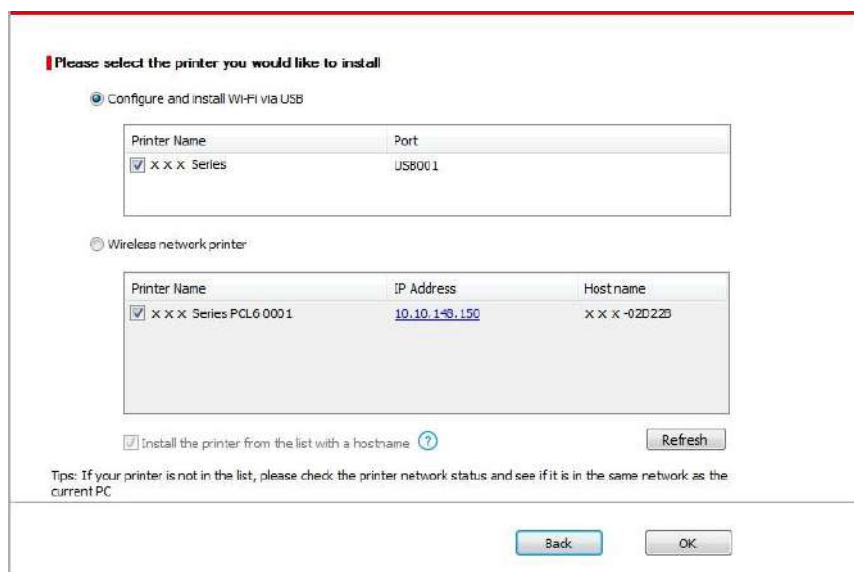 Please select the printer you would like to install
Configure and install Wi-Fi via USB
Printer Name Port
X X X Series USB001
Wireless network printer
Printer Name IP Address Host name
X X X Series PCL6 0001 10.10.148.150 X X X -02D22B
Install the printer from the list with a hostname ?
Refresh
Tips: If your printer is not in the list, please check the printer network status and see if it is in the same network as the
current PC
Back OK